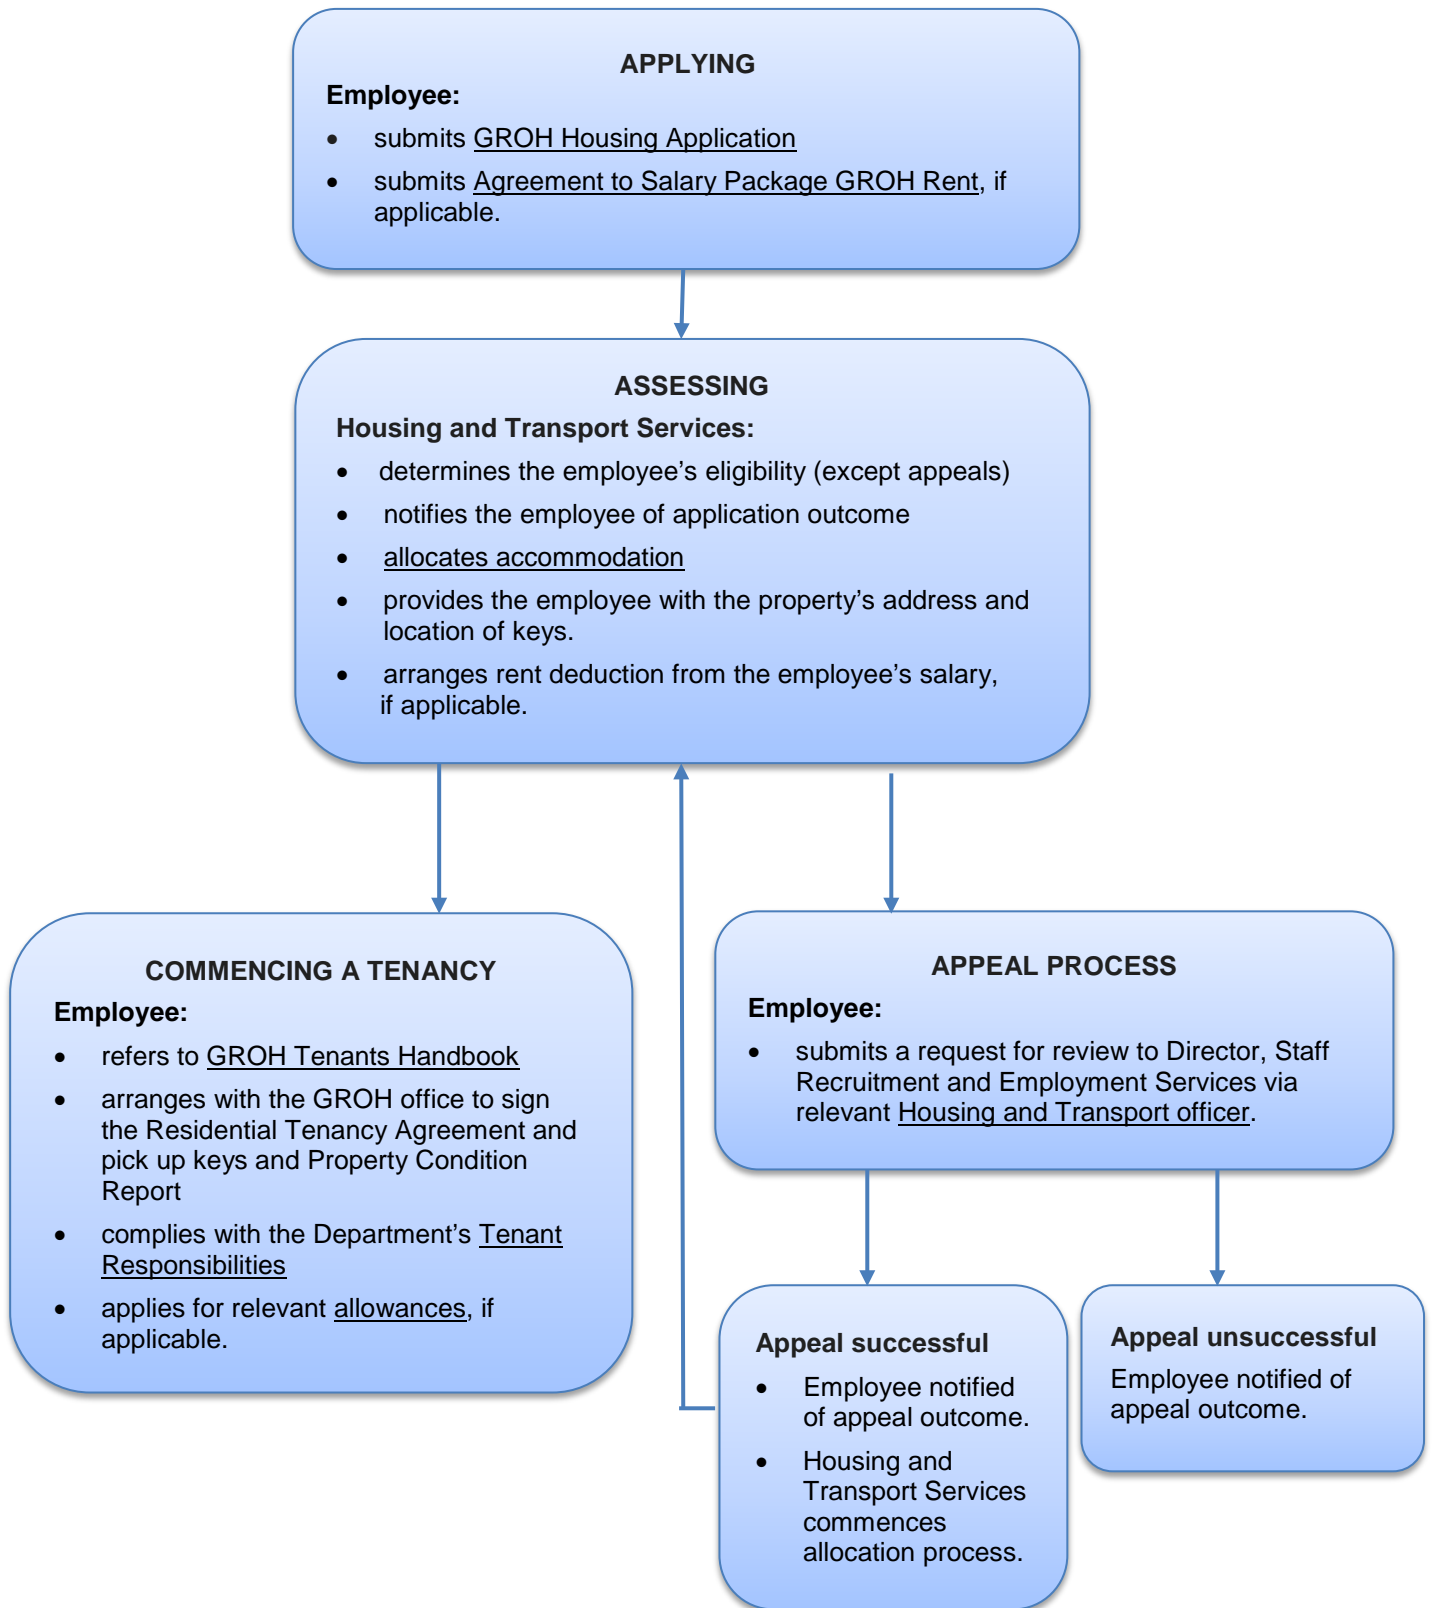 APPLYING
Employee:
• submits GROH Housing Application
• submits Agreement to Salary Package GROH Rent, if
applicable.
ASSESSING
Housing and Transport Services:
• determines the employee’s eligibility (except appeals)
• notifies the employee of application outcome
• allocates accommodation
• provides the employee with the property’s address and
location of keys.
• arranges rent deduction from the employee’s salary,
if applicable.
COMMENCING A TENANCY
Employee:
• refers to GROH Tenants Handbook
• arranges with the GROH office to sign
the Residential Tenancy Agreement and
pick up keys and Property Condition
Report
• complies with the Department’s Tenant
Responsibilities
• applies for relevant allowances, if
applicable.
APPEAL PROCESS
Employee:
• submits a request for review to Director, Staff
Recruitment and Employment Services via
relevant Housing and Transport officer.
Appeal successful
• Employee notified
of appeal outcome.
• Housing and
Transport Services
commences
allocation process.
Appeal unsuccessful
Employee notified of
appeal outcome.